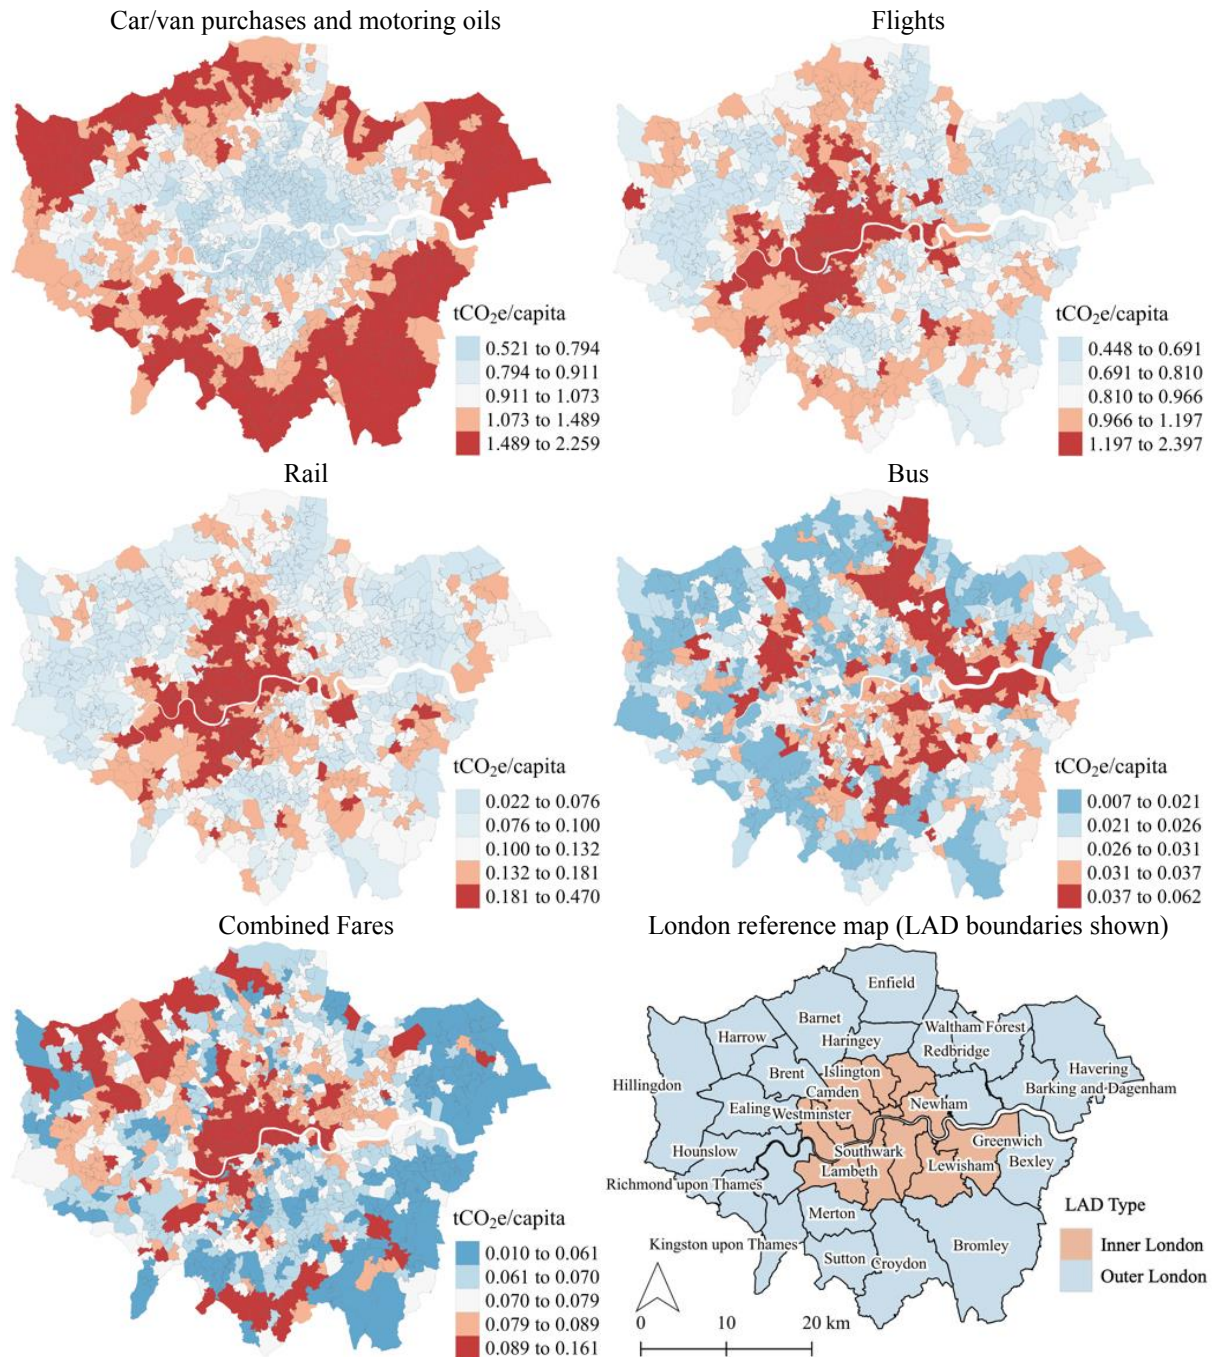 Car/van purchases and motoring oils
Flights
tCO₂e/capita
0.521 to 0.794
0.794 to 0.911
0.911 to 1.073
1.073 to 1.489
1.489 to 2.259
tCO₂e/capita
0.448 to 0.691
0.691 to 0.810
0.810 to 0.966
0.966 to 1.197
1.197 to 2.397
Rail
Bus
tCO₂e/capita
0.022 to 0.076
0.076 to 0.100
0.100 to 0.132
0.132 to 0.181
0.181 to 0.470
tCO₂e/capita
0.007 to 0.021
0.021 to 0.026
0.026 to 0.031
0.031 to 0.037
0.037 to 0.062
Combined Fares
London reference map (LAD boundaries shown)
tCO₂e/capita
0.010 to 0.061
0.061 to 0.070
0.070 to 0.079
0.079 to 0.089
0.089 to 0.161
Enfield
Barnet
Waltham Forest
Harrow
Haringey
Redbridge
Islington
Brent
Havering
Hillingdon
Camden
Barking and Dagenham
Newham
Ealing
Westminster
Greenwich
Hounslow
Southwark
Lewisham
Bexley
Lambeth
Richmond upon Thames
Merton
Kingston upon Thames
Bromley
Sutton
Croydon
LAD Type
Inner London
Outer London
0
10
20 km